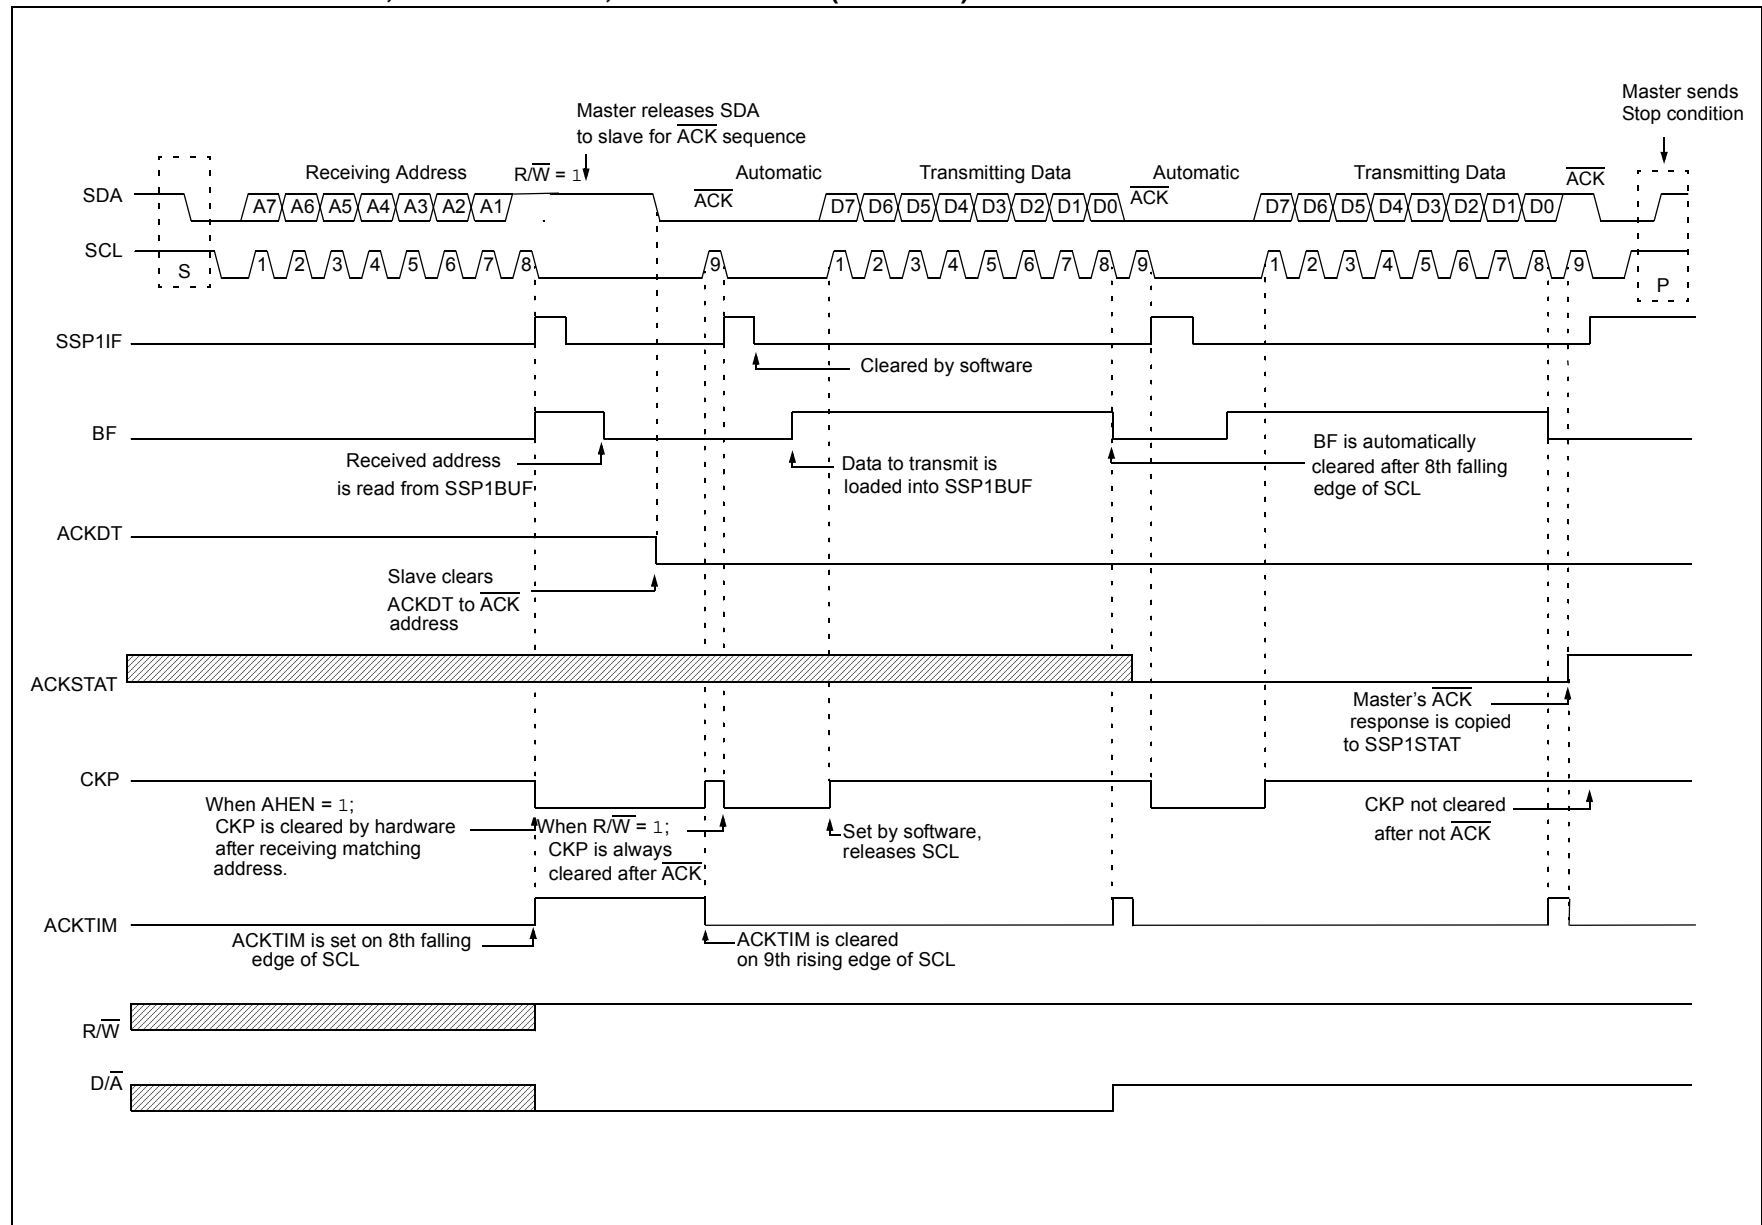 Master releases SDA
to slave for ACK sequence
Master sends
Stop condition
Receiving Address
R/W = 1
Automatic
Transmitting Data
Automatic
Transmitting Data
ACK
SDA
A7 A6 A5 A4 A3 A2 A1
ACK
D7 D6 D5 D4 D3 D2 D1 D0
ACK
D7 D6 D5 D4 D3 D2 D1 D0
SCL
S
1 2 3 4 5 6 7 8
9
1 2 3 4 5 6 7 8 9
1 2 3 4 5 6 7 8 9
P
SSP1IF
Cleared by software
BF
Received address
is read from SSP1BUF
Data to transmit is
loaded into SSP1BUF
BF is automatically
cleared after 8th falling
edge of SCL
ACKDT
Slave clears
ACKDT to ACK
address
ACKSTAT
Master's ACK
response is copied
to SSP1STAT
CKP
When AHEN = 1;
CKP is cleared by hardware
after receiving matching
address.
When R/W = 1;
CKP is always
cleared after ACK
Set by software,
releases SCL
CKP not cleared
after not ACK
ACKTIM
ACKTIM is set on 8th falling
edge of SCL
ACKTIM is cleared
on 9th rising edge of SCL
R/W
D/A